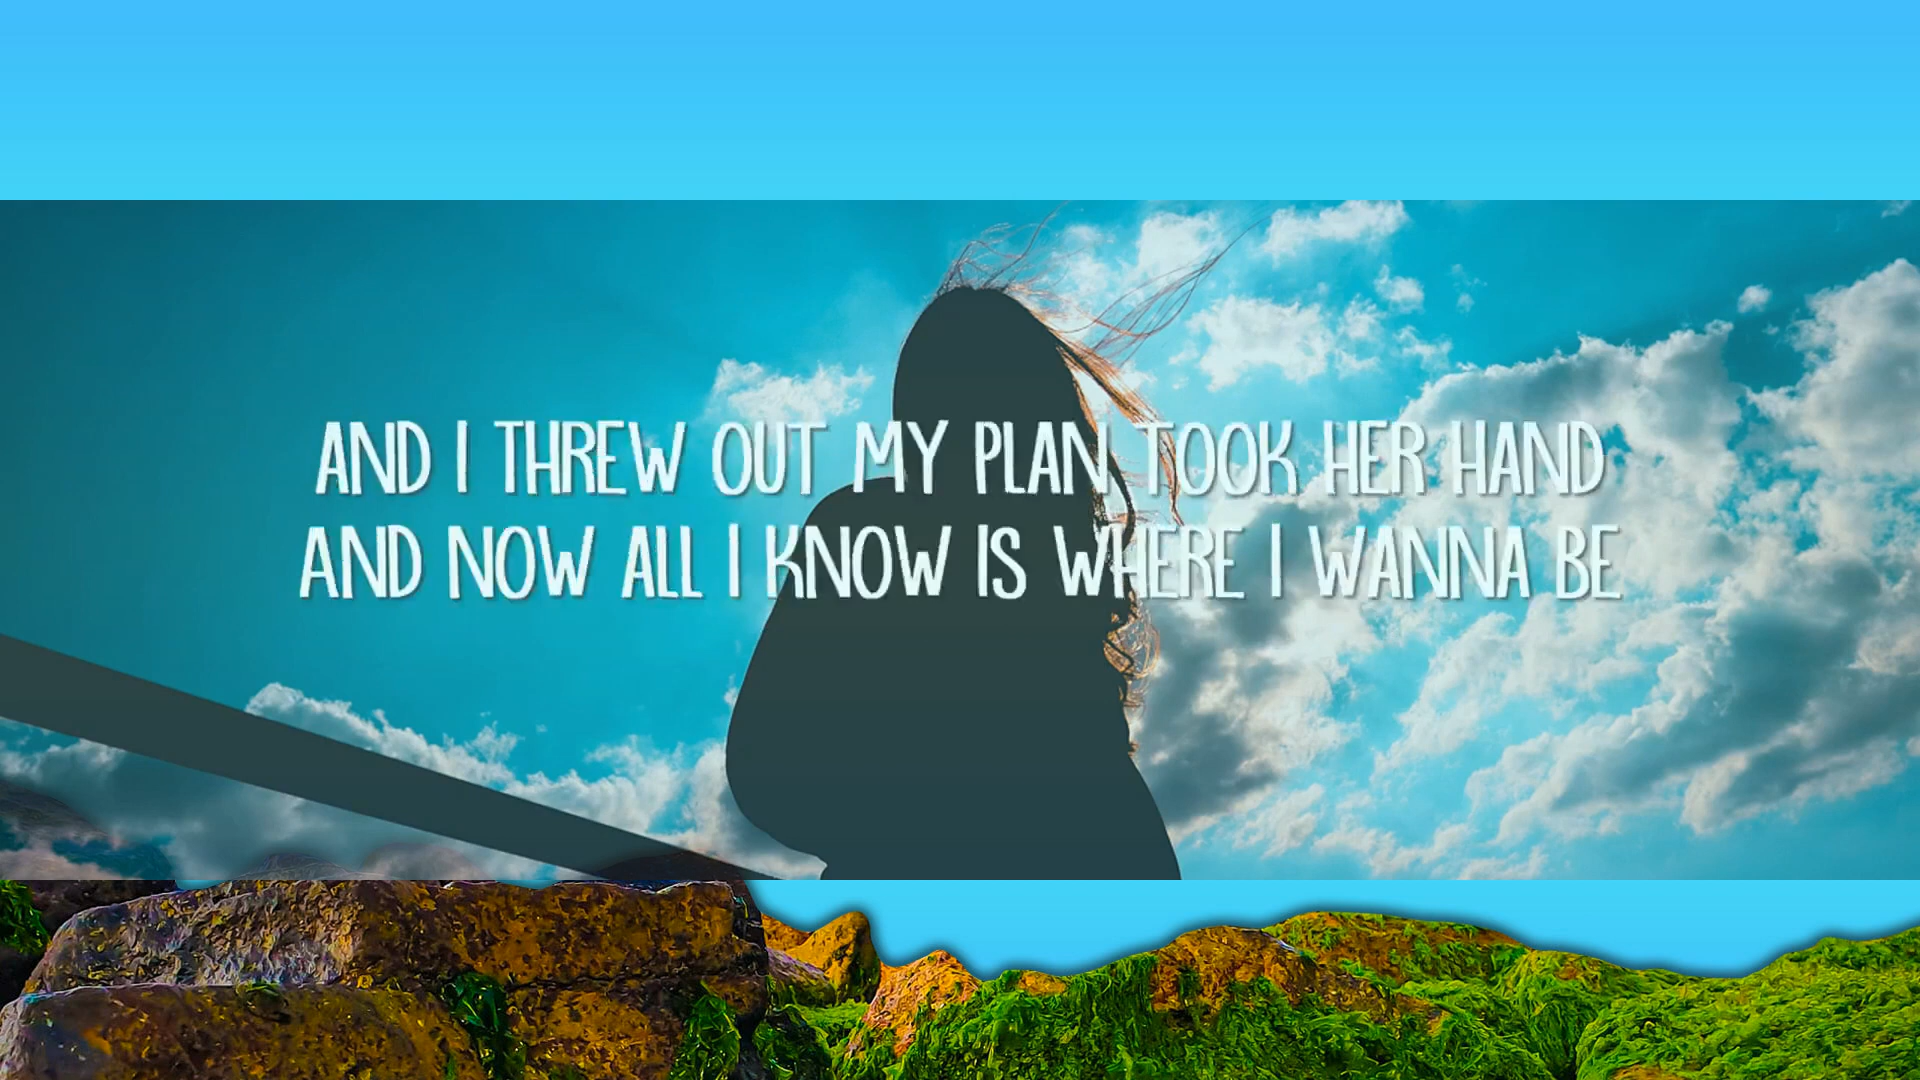 AND I THREW OUT MY PLAN TOOK HER HAND
AND NOW ALL I KNOW IS WHERE I WANNA BE